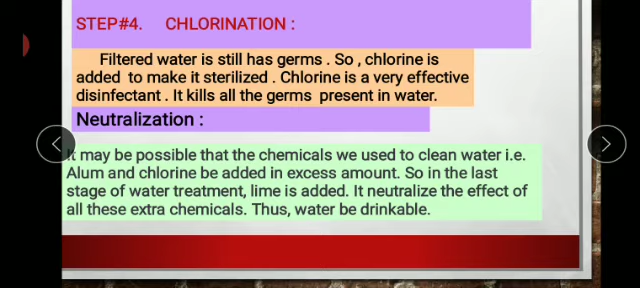 STEP#4. CHLORINATION :
Filtered water is still has germs . So , chlorine is
added to make it sterilized . Chlorine is a very effective
disinfectant . It kills all the germs present in water.
Neutralization :
It may be possible that the chemicals we used to clean water i.e.
Alum and chlorine be added in excess amount. So in the last
stage of water treatment, lime is added. It neutralize the effect of
all these extra chemicals. Thus, water be drinkable.